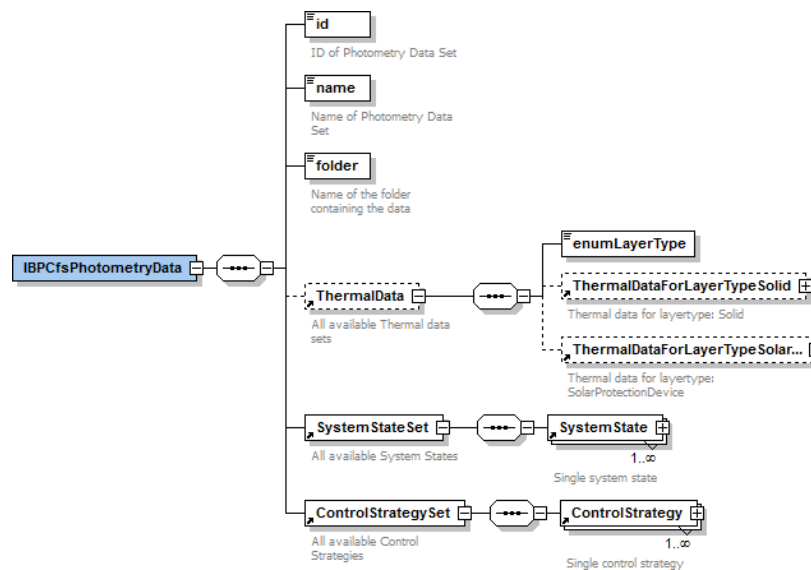 id
ID of Photometry Data Set
name
Name of Photometry Data
Set
folder
Name of the folder
containing the data
IBPCfsPhotometryData
enumLayerType
ThermalData
All available Thermal data
sets
ThermalDataForLayerTypeSolid
Thermal data for layertype: Solid
ThermalDataForLayerTypeSolar...
Thermal data for layertype:
SolarProtectionDevice
SystemStateSet
All available System States
SystemState
1..∞
Single system state
ControlStrategySet
All available Control
Strategies
ControlStrategy
1..∞
Single control strategy